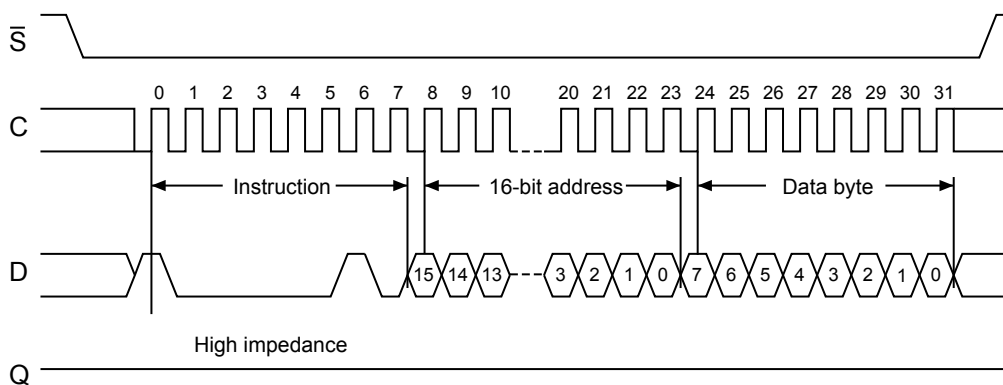 S̅
0 1 2 3 4 5 6 7 8 9 10 20 21 22 23 24 25 26 27 28 29 30 31
C
Instruction 16-bit address Data byte
D 15 14 13 3 2 1 0 7 6 5 4 3 2 1 0
High impedance
Q